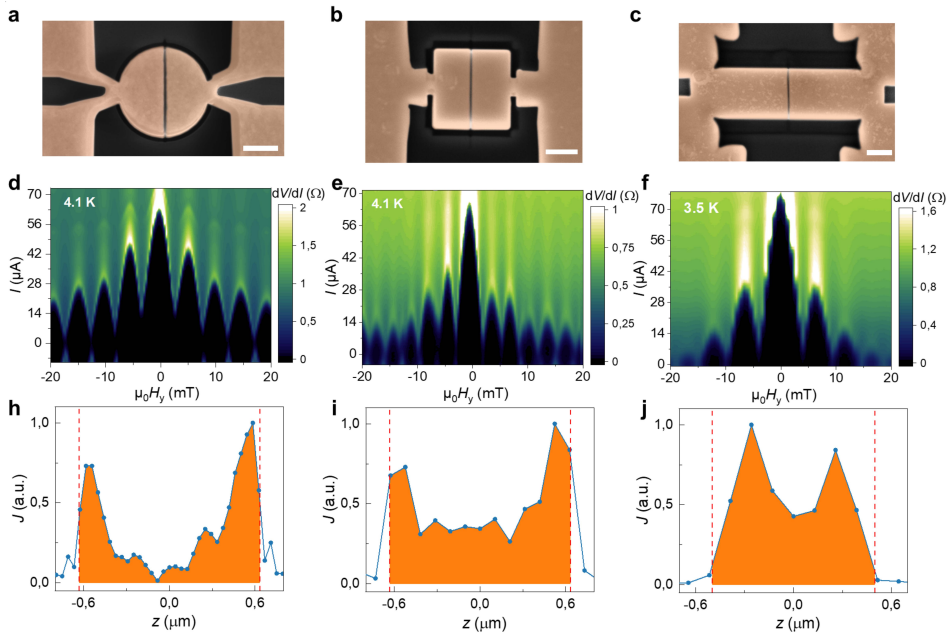 a b c
d e f
dV/dI (Ω) dV/dI (Ω) dV/dI (Ω)
4.1 K 4.1 K 3.5 K
70 56 42 28 14 0
I (μA)
2 1,5 1 0,5 0
-20 -10 0 10 20
μ₀Hy (mT)
70 56 42 28 14 0
I (μA)
1 0,75 0,5 0,25 0
-20 -10 0 10 20
μ₀Hy (mT)
70 56 42 28 14 0
I (μA)
1,6 1,2 0,8 0,4 0
-20 -10 0 10 20
μ₀Hy (mT)
h i j
1,0 0,5 0,0
J (a.u.)
-0,6 0,0 0,6
z (μm)
1,0 0,5 0,0
J (a.u.)
-0,6 0,0 0,6
z (μm)
1,0 0,5 0,0
J (a.u.)
-0,6 0,0 0,6
z (μm)